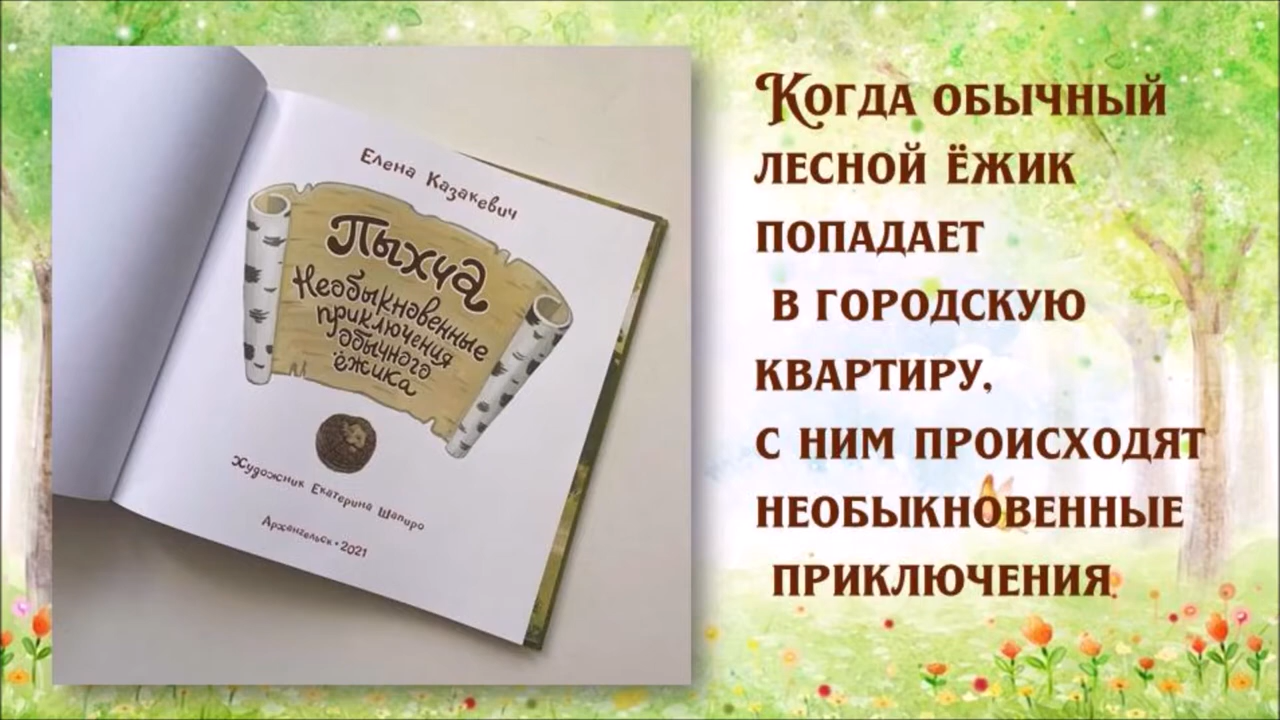 Елена Казакевич
Пыхча
Необыкновенные
приключения
обычного
ёжика
Художник Екатерина Шапиро
Архангельск • 2021
Когда обычный
лесной ёжик
попадает
в городскую
квартиру,
с ним происходят
необыкновенные
приключения